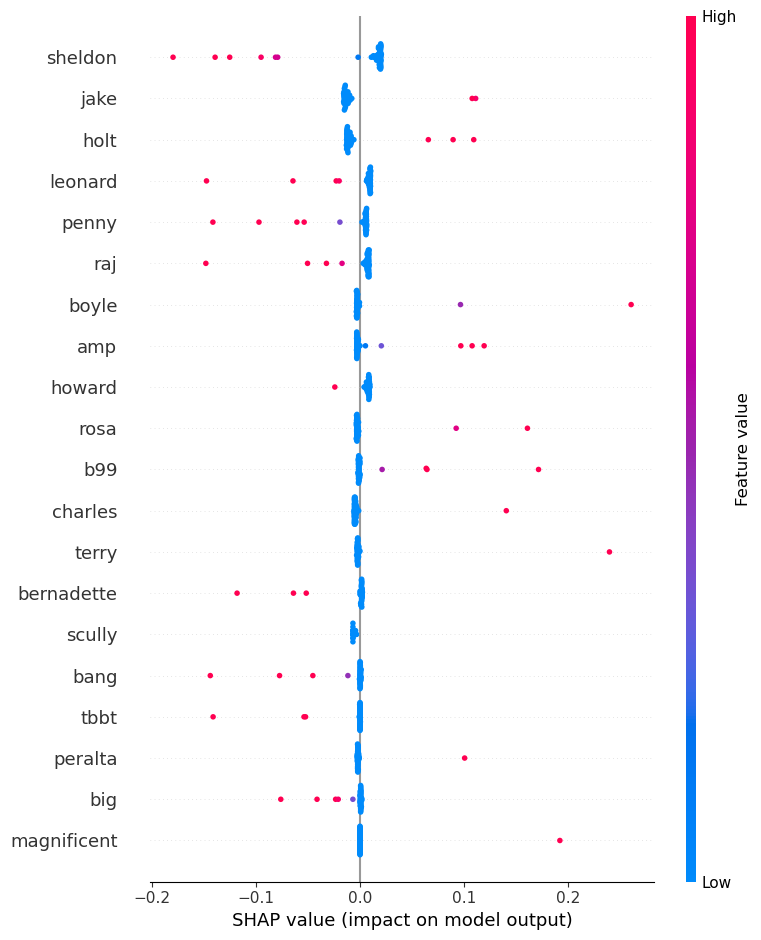 High
sheldon
jake
holt
leonard
penny
raj
boyle
amp
howard
rosa
b99
charles
terry
bernadette
scully
bang
tbbt
peralta
big
magnificent
Feature value
Low
−0.2 −0.1 0.0 0.1 0.2
SHAP value (impact on model output)